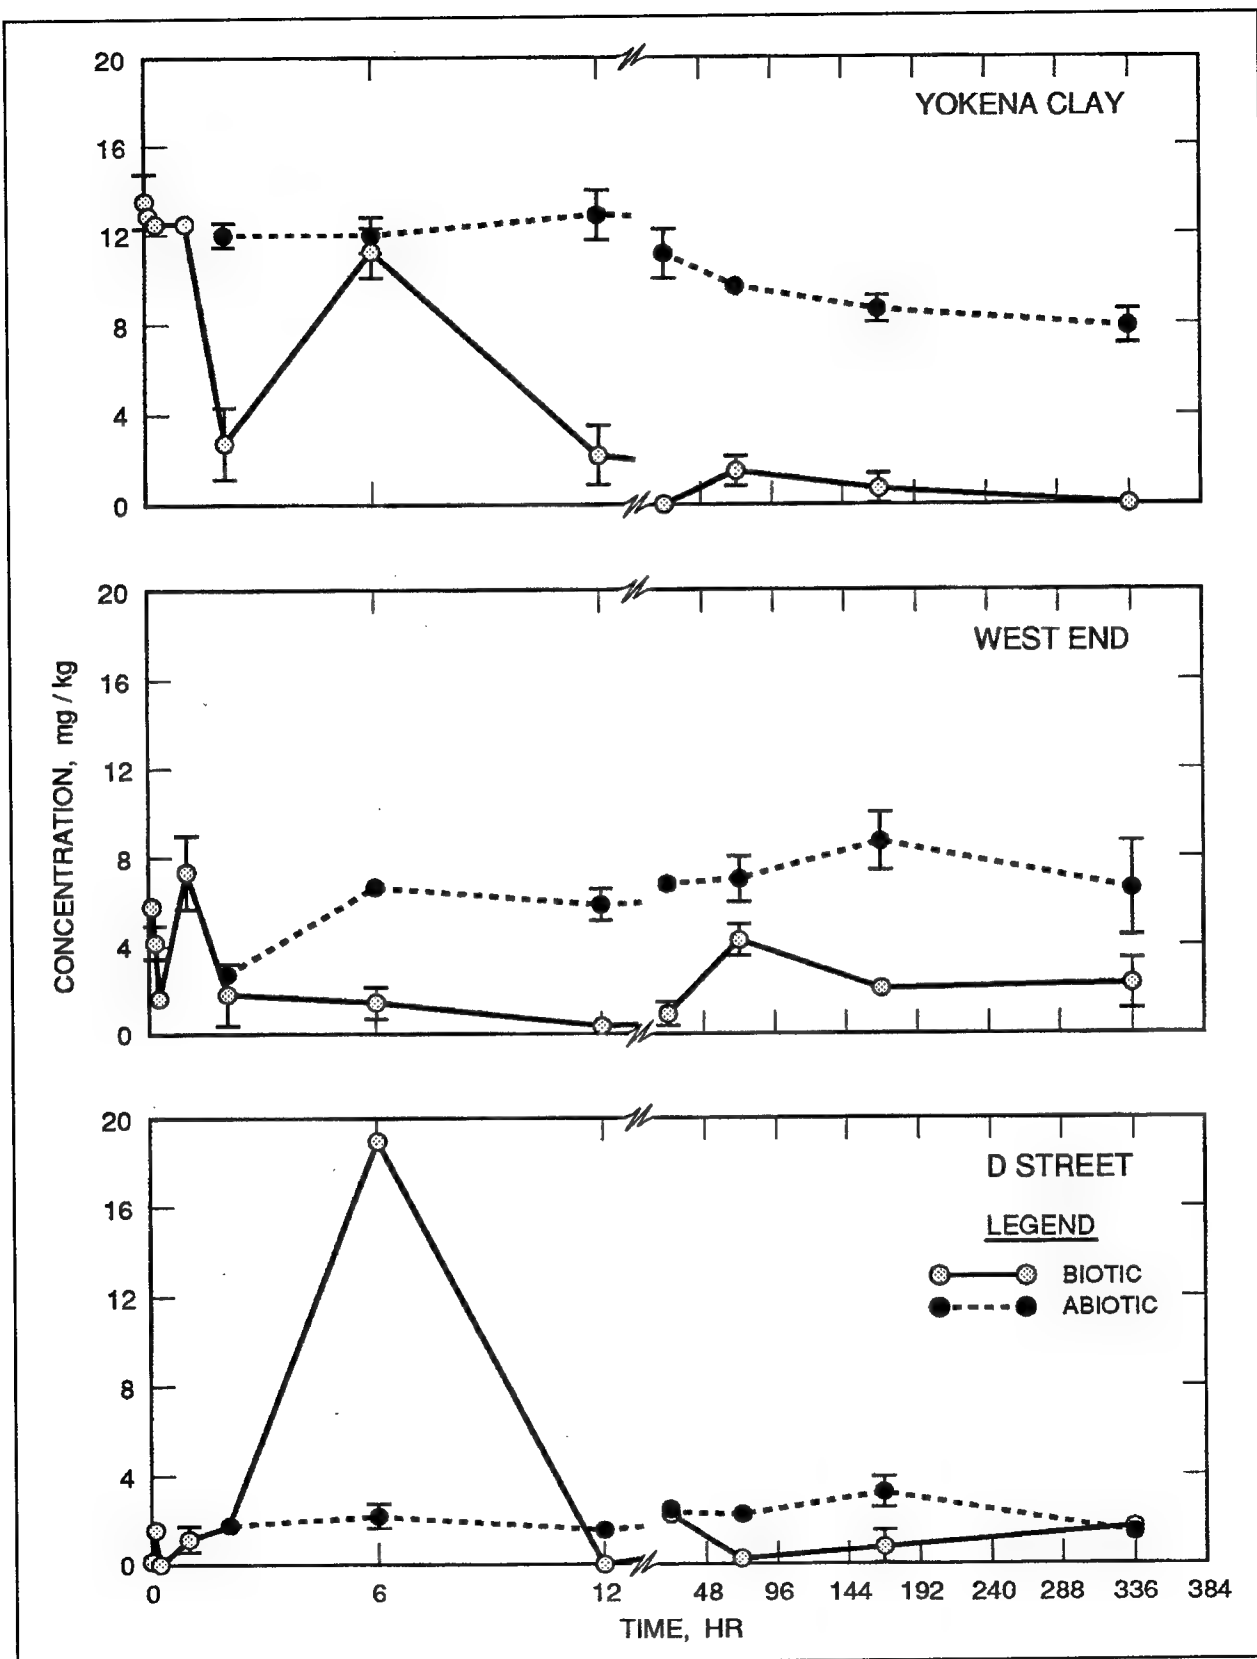 20
YOKENA CLAY
16
12
8
4
0
20
WEST END
16
12
8
4
0
CONCENTRATION, mg / kg
20
D STREET
16
LEGEND
BIOTIC
12
ABIOTIC
8
4
0
0 6 12 48 96 144 192 240 288 336 384
TIME, HR